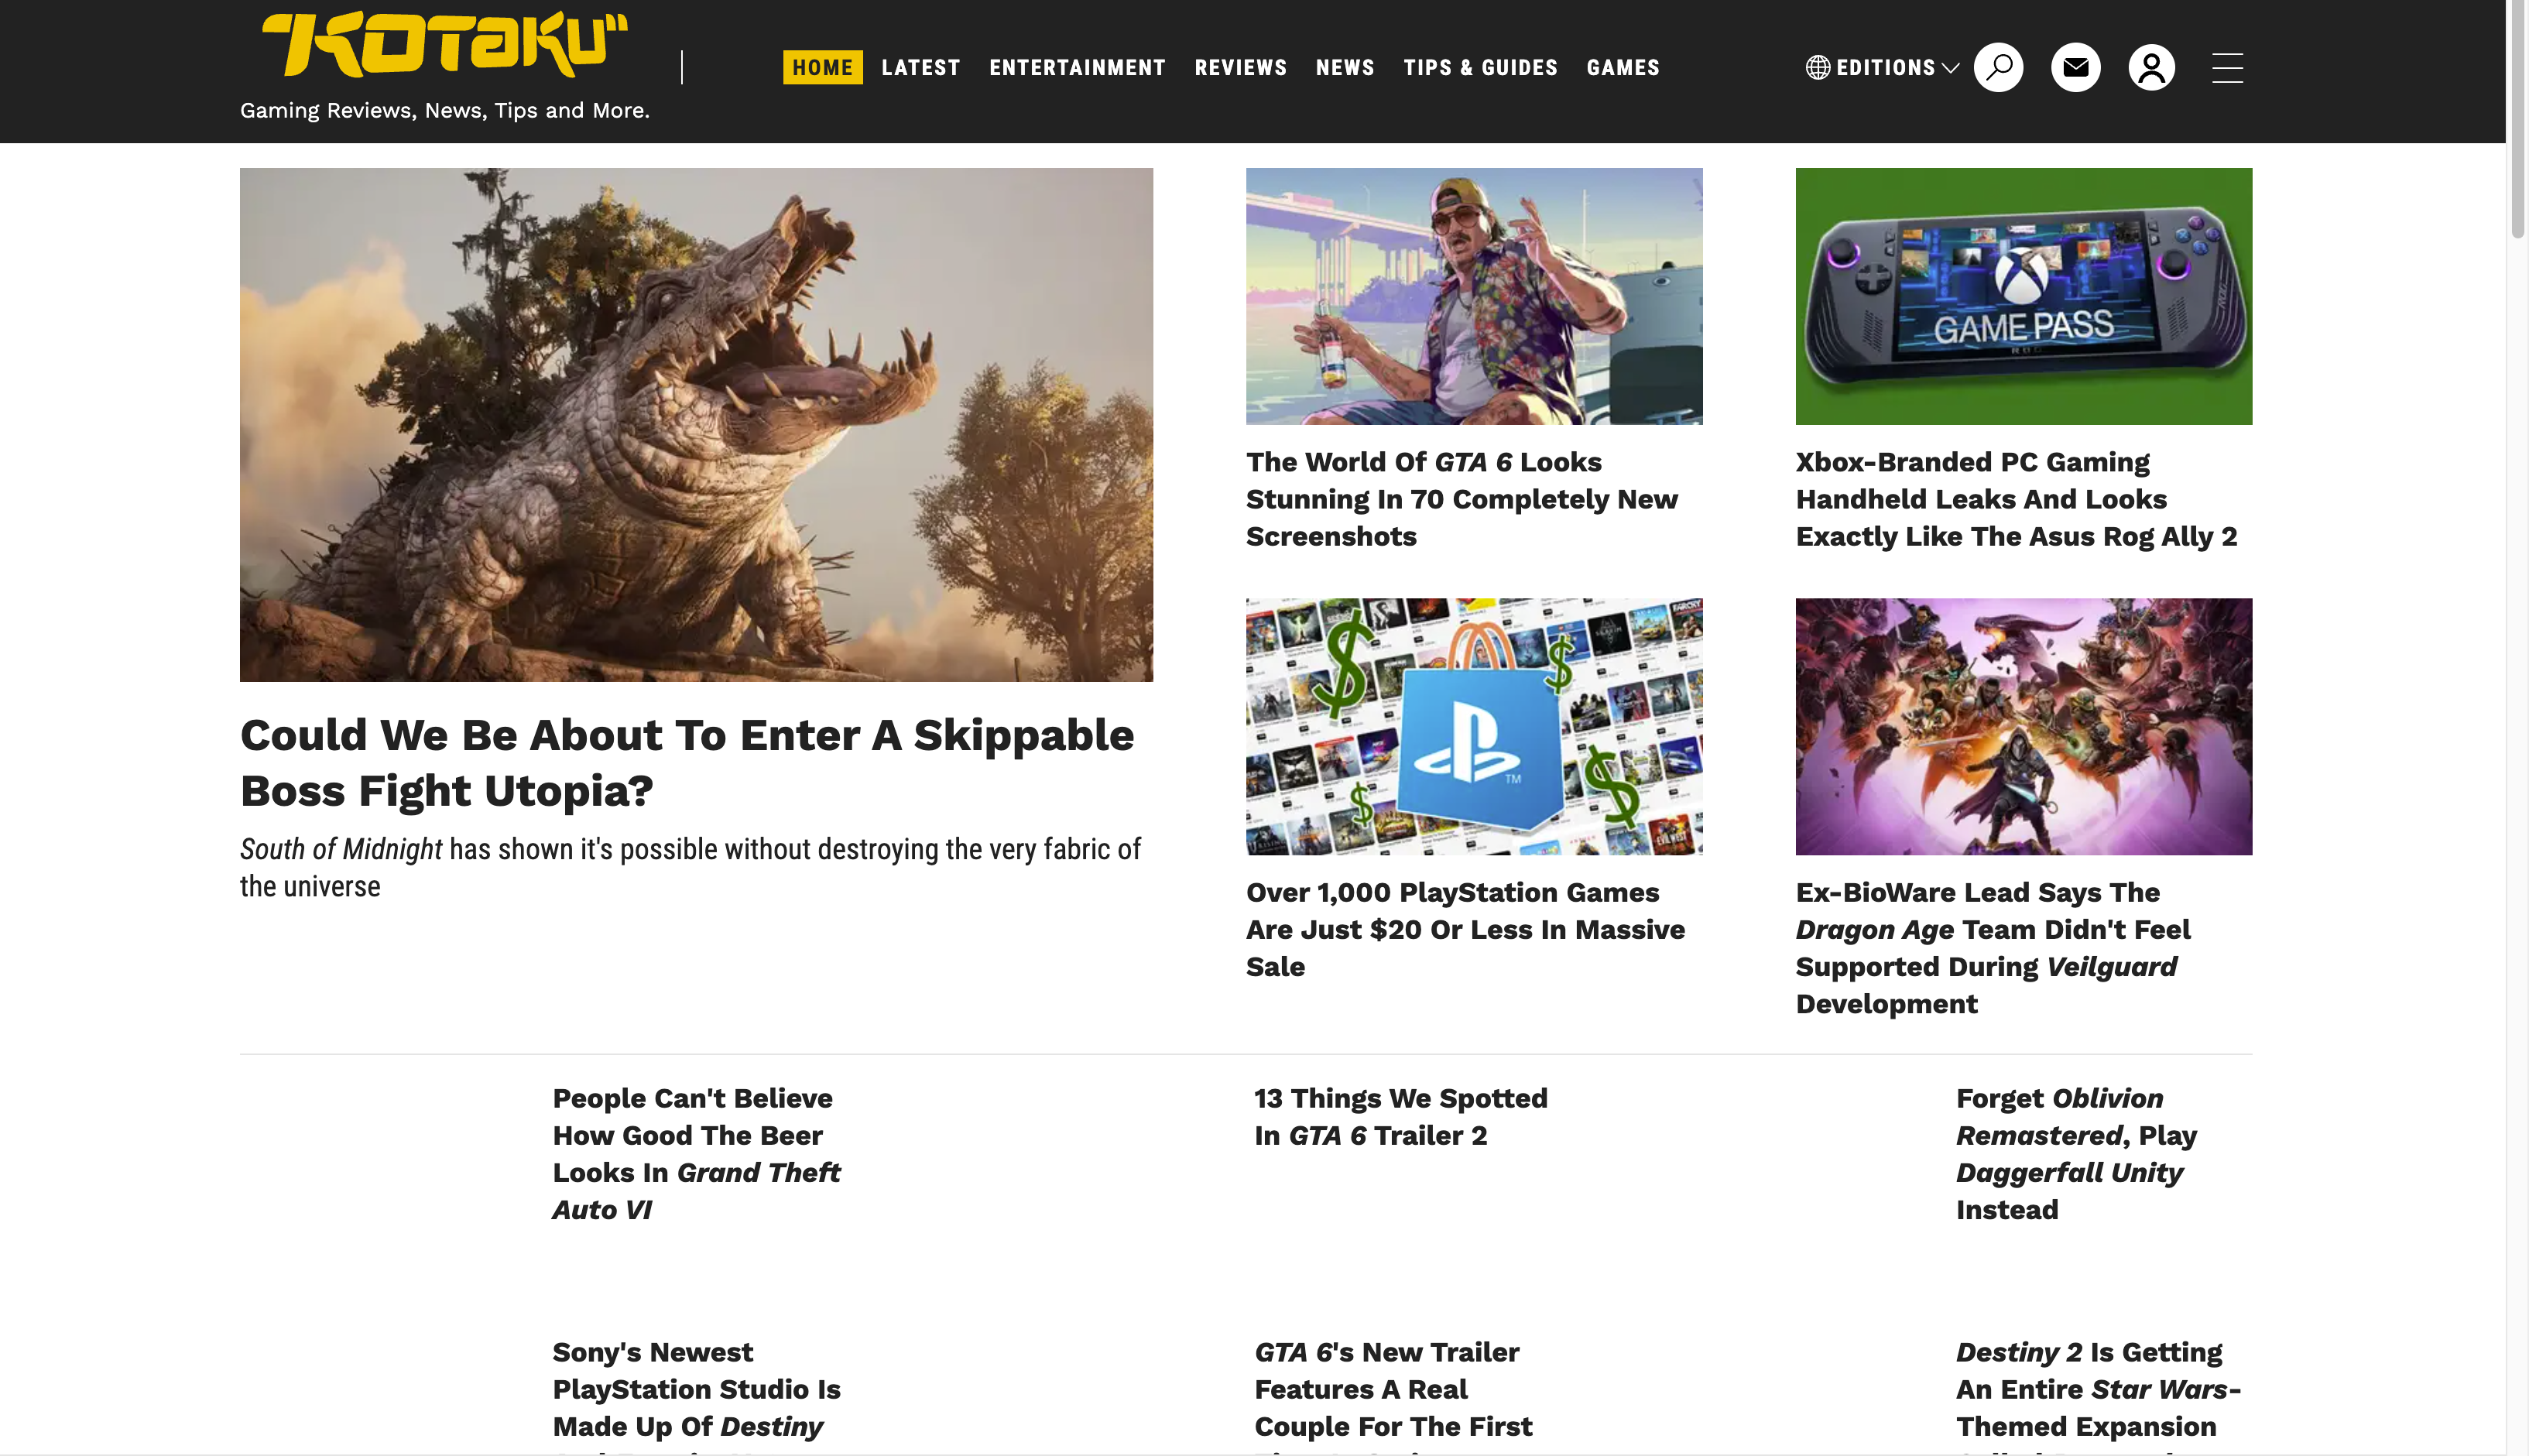 KOTAKU
Gaming Reviews, News, Tips and More.
HOME LATEST ENTERTAINMENT REVIEWS NEWS TIPS & GUIDES GAMES
EDITIONS
Could We Be About To Enter A Skippable
Boss Fight Utopia?
South of Midnight has shown it's possible without destroying the very fabric of
the universe
The World Of GTA 6 Looks
Stunning In 70 Completely New
Screenshots
GAME PASS
ROG
Xbox-Branded PC Gaming
Handheld Leaks And Looks
Exactly Like The Asus Rog Ally 2
TM
Over 1,000 PlayStation Games
Are Just $20 Or Less In Massive
Sale
Ex-BioWare Lead Says The
Dragon Age Team Didn't Feel
Supported During Veilguard
Development
People Can't Believe
How Good The Beer
Looks In Grand Theft
Auto VI
13 Things We Spotted
In GTA 6 Trailer 2
Forget Oblivion
Remastered, Play
Daggerfall Unity
Instead
Sony's Newest
PlayStation Studio Is
Made Up Of Destiny
GTA 6's New Trailer
Features A Real
Couple For The First
Destiny 2 Is Getting
An Entire Star Wars-
Themed Expansion